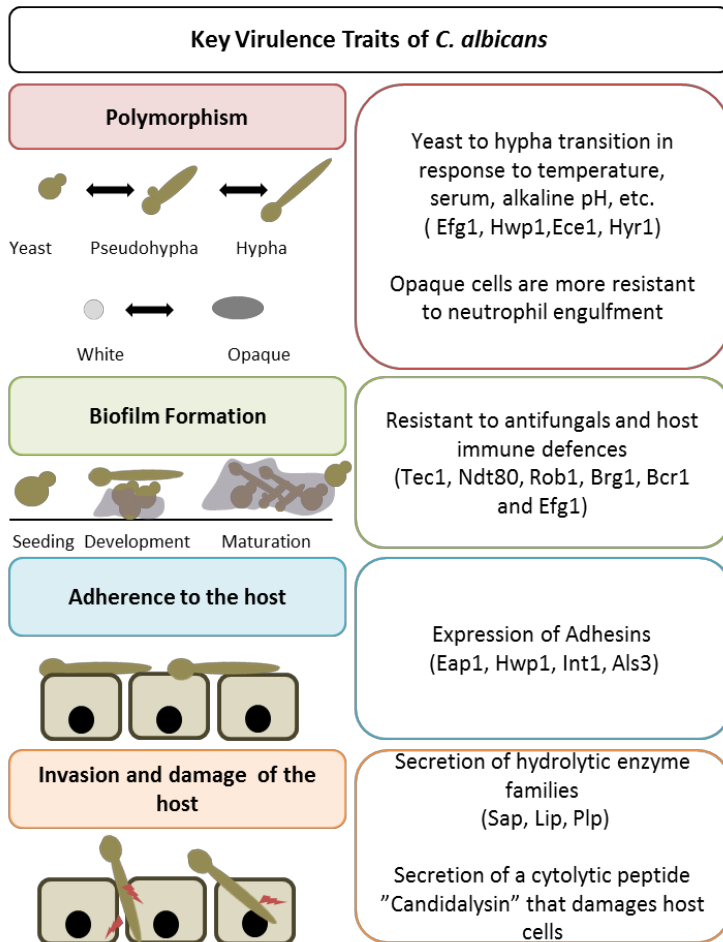 Key Virulence Traits of C. albicans
Polymorphism
Yeast Pseudohypha Hypha
White Opaque
Yeast to hypha transition in
response to temperature,
serum, alkaline pH, etc.
( Efg1, Hwp1,Ece1, Hyr1)
Opaque cells are more resistant
to neutrophil engulfment
Biofilm Formation
Seeding Development Maturation
Resistant to antifungals and host
immune defences
(Tec1, Ndt80, Rob1, Brg1, Bcr1
and Efg1)
Adherence to the host
Expression of Adhesins
(Eap1, Hwp1, Int1, Als3)
Invasion and damage of the
host
Secretion of hydrolytic enzyme
families
(Sap, Lip, Plp)
Secretion of a cytolytic peptide
”Candidalysin” that damages host
cells